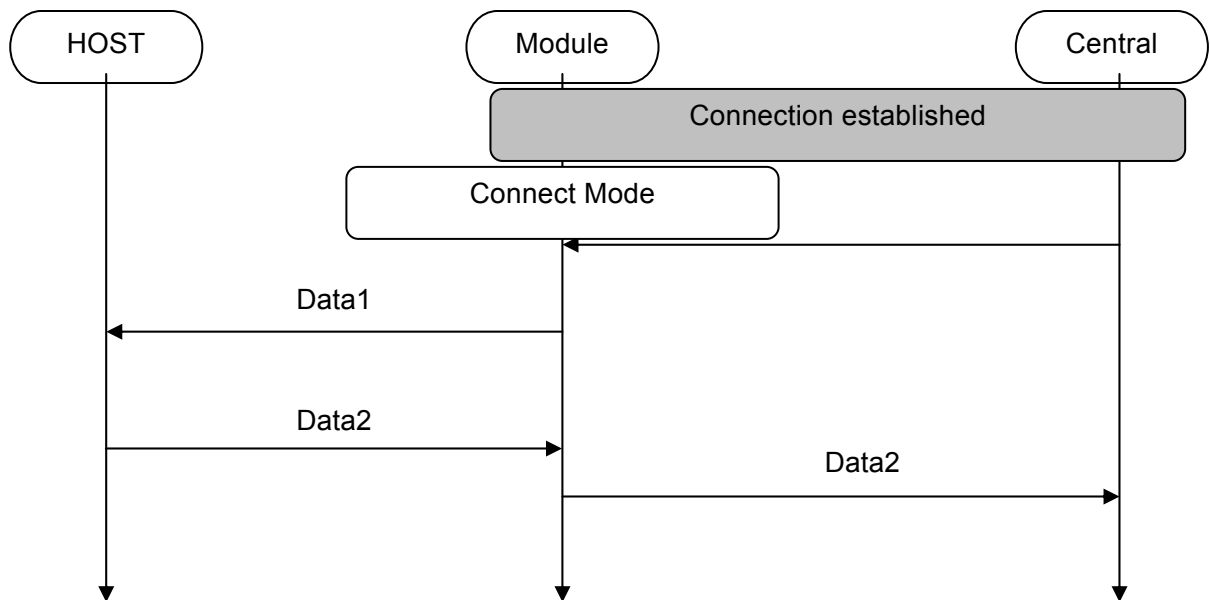 HOST
Module
Central
Connection established
Connect Mode
Data1
Data2
Data2